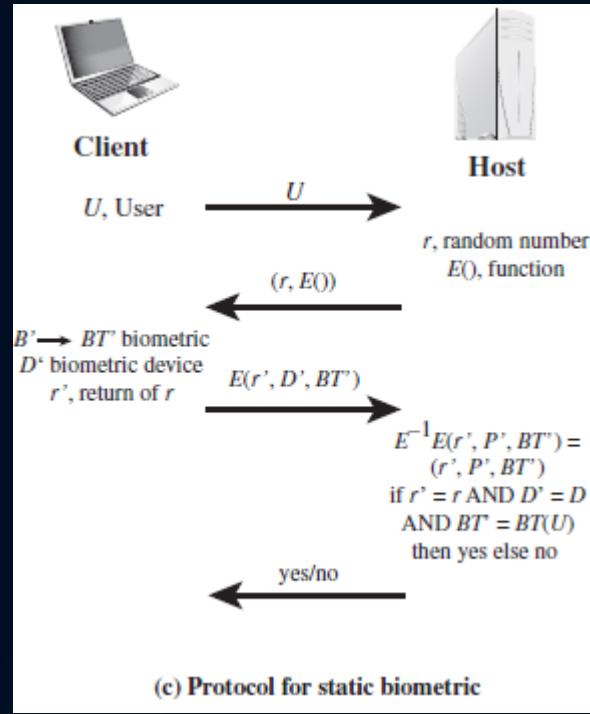 Client
Host
U, User
U
r, random number
E(), function
(r, E())
B’ → BT’ biometric
D‘ biometric device
r’, return of r
E(r’, D’, BT’)
E⁻¹E(r’, P’, BT’) =
(r’, P’, BT’)
if r’ = r AND D’ = D
AND BT’ = BT(U)
then yes else no
yes/no
(c) Protocol for static biometric